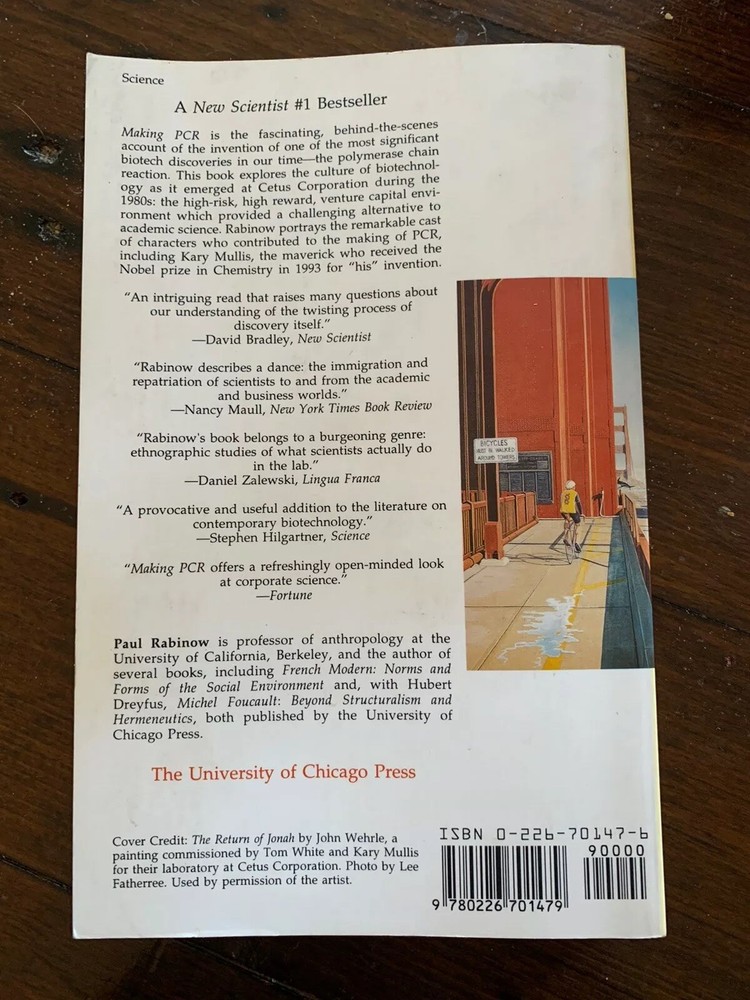 Science
A New Scientist #1 Bestseller
Making PCR is the fascinating, behind-the-scenes
account of the invention of one of the most significant
biotech discoveries in our time—the polymerase chain
reaction. This book explores the culture of biotechnol-
ogy as it emerged at Cetus Corporation during the
1980s: the high-risk, high reward, venture capital envi-
ronment which provided a challenging alternative to
academic science. Rabinow portrays the remarkable cast
of characters who contributed to the making of PCR,
including Kary Mullis, the maverick who received the
Nobel prize in Chemistry in 1993 for “his” invention.
“An intriguing read that raises many questions about
our understanding of the twisting process of
discovery itself.”
—David Bradley, New Scientist
“Rabinow describes a dance: the immigration and
repatriation of scientists to and from the academic
and business worlds.”
—Nancy Maull, New York Times Book Review
“Rabinow's book belongs to a burgeoning genre:
ethnographic studies of what scientists actually do
in the lab.”
—Daniel Zalewski, Lingua Franca
“A provocative and useful addition to the literature on
contemporary biotechnology.”
—Stephen Hilgartner, Science
“Making PCR offers a refreshingly open-minded look
at corporate science.”
—Fortune
BICYCLES
MUST BE WALKED
AROUND TOWERS
Paul Rabinow is professor of anthropology at the
University of California, Berkeley, and the author of
several books, including French Modern: Norms and
Forms of the Social Environment and, with Hubert
Dreyfus, Michel Foucault: Beyond Structuralism and
Hermeneutics, both published by the University of
Chicago Press.
The University of Chicago Press
Cover Credit: The Return of Jonah by John Wehrle, a
painting commissioned by Tom White and Kary Mullis
for their laboratory at Cetus Corporation. Photo by Lee
Fatherree. Used by permission of the artist.
ISBN 0-226-70147-6
90000
9 780226 701479